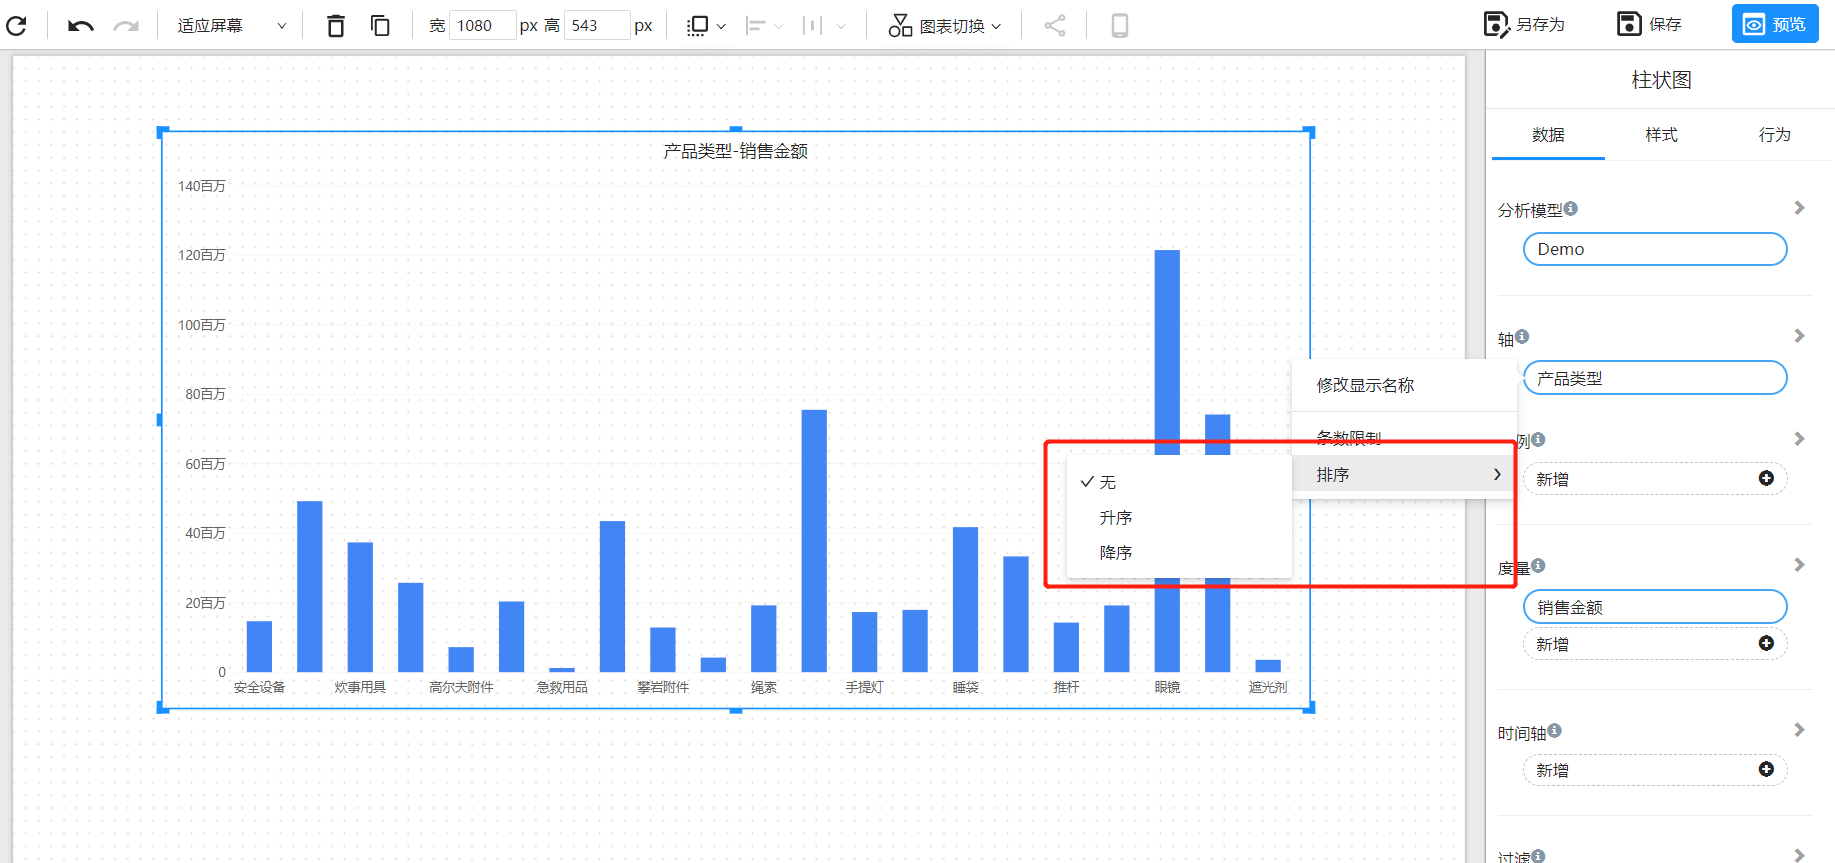 适应屏幕
宽 1080 px 高 543 px
图表切换
另存为
保存
预览
产品类型-销售金额
140百万
120百万
100百万
80百万
60百万
40百万
20百万
0
安全设备
炊事用具
高尔夫附件
急救用品
攀岩附件
绳索
手提灯
睡袋
推杆
眼镜
遮光剂
修改显示名称
条数限制
排序
无
升序
降序
柱状图
数据
样式
行为
分析模型
Demo
轴
产品类型
例
新增
度量
销售金额
新增
时间轴
新增
过滤